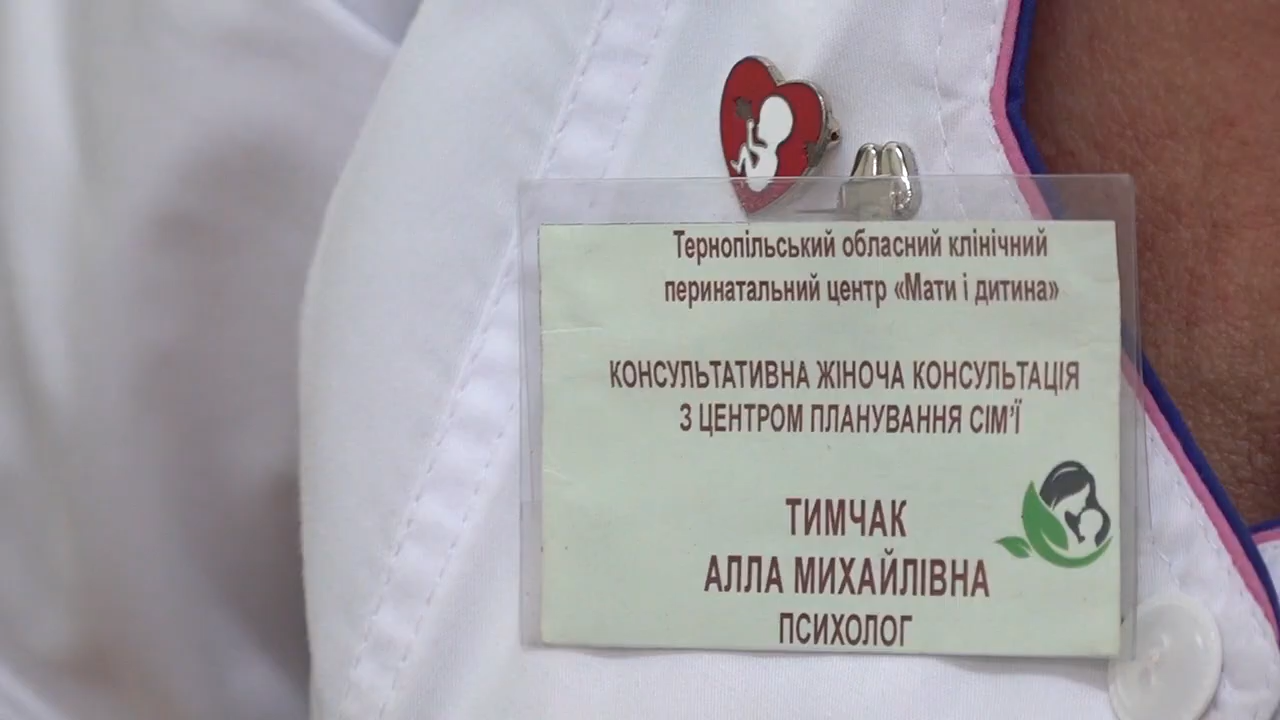 Тернопільський обласний клінічний
перинатальний центр «Мати і дитина»
КОНСУЛЬТАТИВНА ЖІНОЧА КОНСУЛЬТАЦІЯ
З ЦЕНТРОМ ПЛАНУВАННЯ СІМ'Ї
ТИМЧАК
АЛЛА МИХАЙЛІВНА
ПСИХОЛОГ